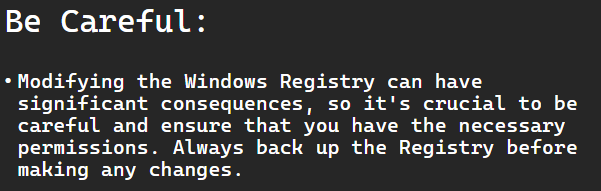 Be Careful:
• Modifying the Windows Registry can have
significant consequences, so it's crucial to be
careful and ensure that you have the necessary
permissions. Always back up the Registry before
making any changes.